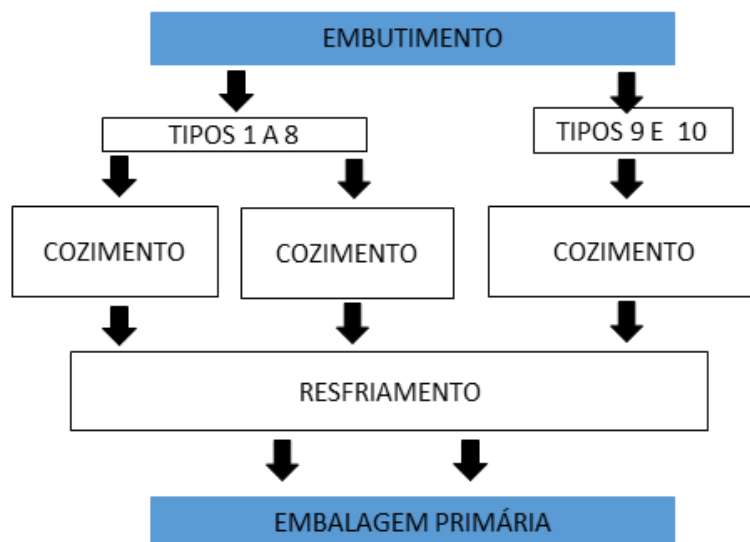 EMBUTIMENTO
TIPOS 1 A 8
TIPOS 9 E 10
COZIMENTO
COZIMENTO
COZIMENTO
RESFRIAMENTO
EMBALAGEM PRIMÁRIA